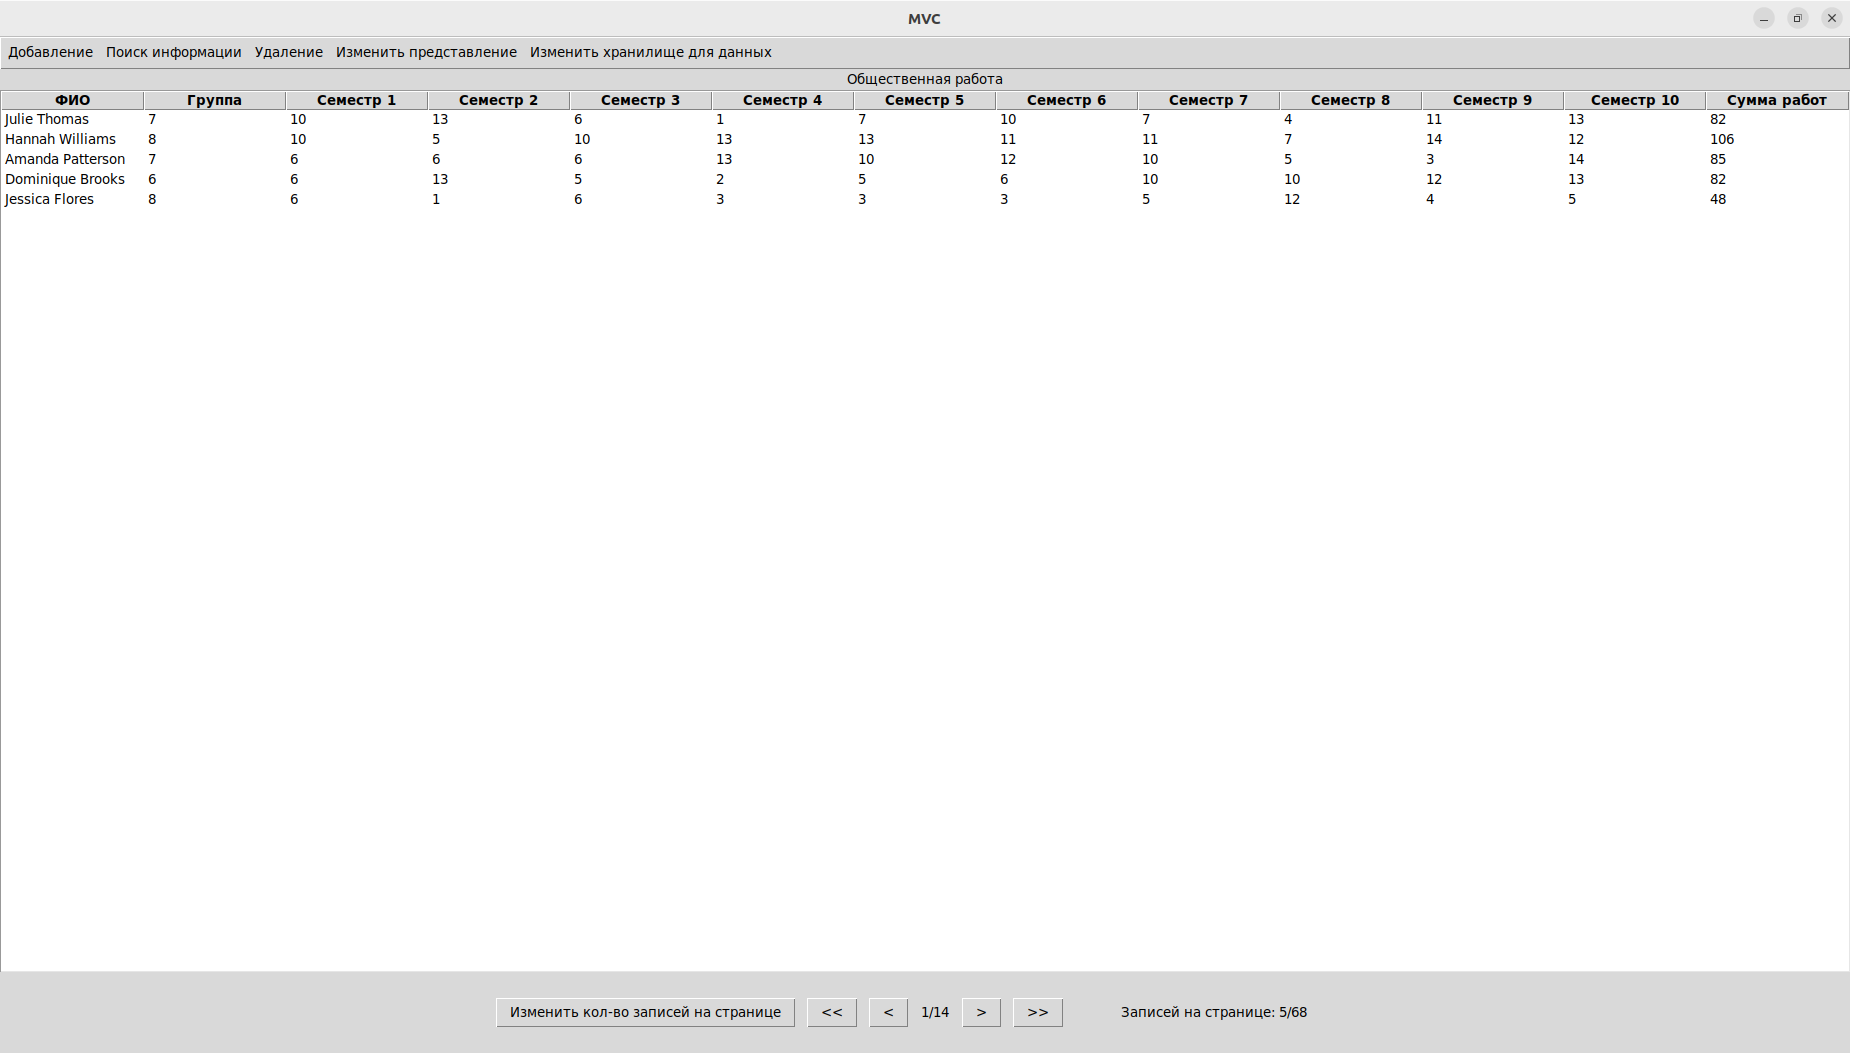 MVC
Добавление Поиск информации Удаление Изменить представление Изменить хранилище для данных
Общественная работа
ФИО Группа Семестр 1 Семестр 2 Семестр 3 Семестр 4 Семестр 5 Семестр 6 Семестр 7 Семестр 8 Семестр 9 Семестр 10 Сумма работ
Julie Thomas 7 10 13 6 1 7 10 7 4 11 13 82
Hannah Williams 8 10 5 10 13 13 11 11 7 14 12 106
Amanda Patterson 7 6 6 6 13 10 12 10 5 3 14 85
Dominique Brooks 6 6 13 5 2 5 6 10 10 12 13 82
Jessica Flores 8 6 1 6 3 3 3 5 12 4 5 48
Изменить кол-во записей на странице << < 1/14 > >> Записей на странице: 5/68